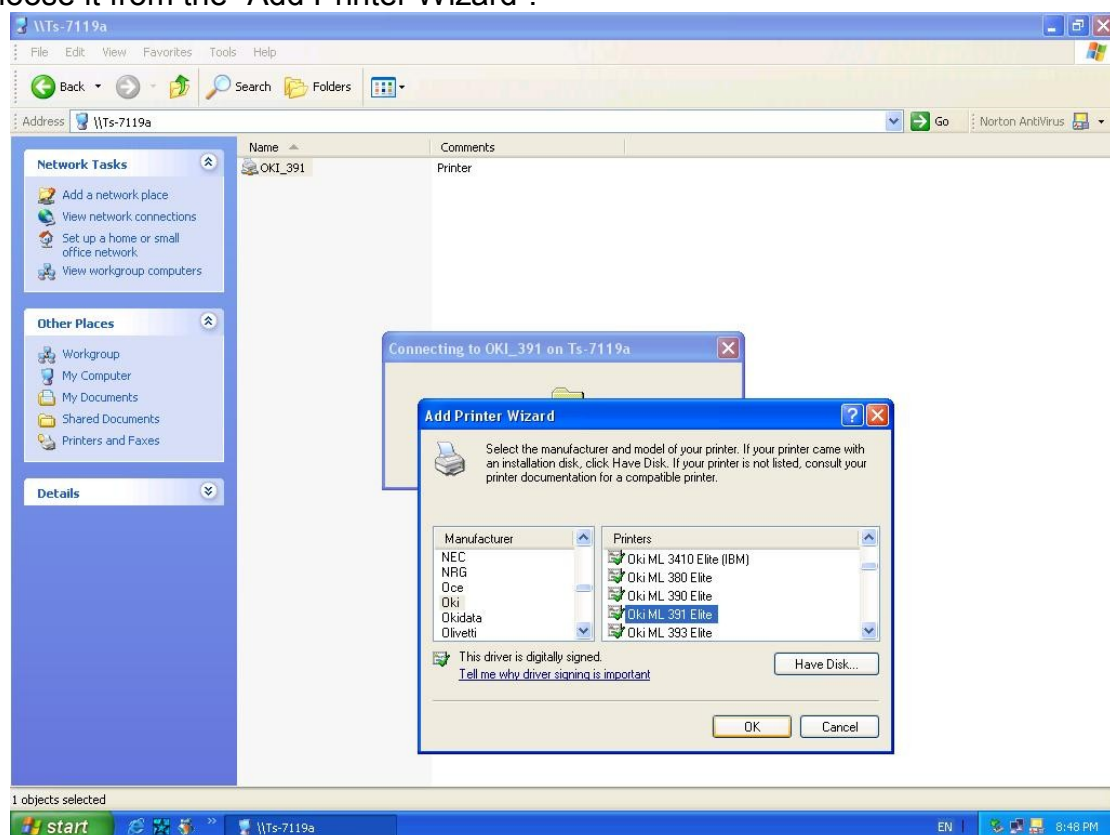 oose it from the "Add Printer Wizard".
\\Ts-7119a
File Edit View Favorites Tools Help
Back Search Folders
Address \\Ts-7119a Go Norton AntiVirus
Name Comments
OKI_391 Printer
Network Tasks
Add a network place
View network connections
Set up a home or small
office network
View workgroup computers
Other Places
Workgroup
My Computer
My Documents
Shared Documents
Printers and Faxes
Details
Connecting to OKI_391 on Ts-7119a
Add Printer Wizard
Select the manufacturer and model of your printer. If your printer came with
an installation disk, click Have Disk. If your printer is not listed, consult your
printer documentation for a compatible printer.
Manufacturer
NEC
NRG
Oce
Oki
Okidata
Olivetti
Printers
Oki ML 3410 Elite (IBM)
Oki ML 380 Elite
Oki ML 390 Elite
Oki ML 391 Elite
Oki ML 393 Elite
This driver is digitally signed.
Tell me why driver signing is important
Have Disk...
OK Cancel
1 objects selected
start \\Ts-7119a EN 8:48 PM